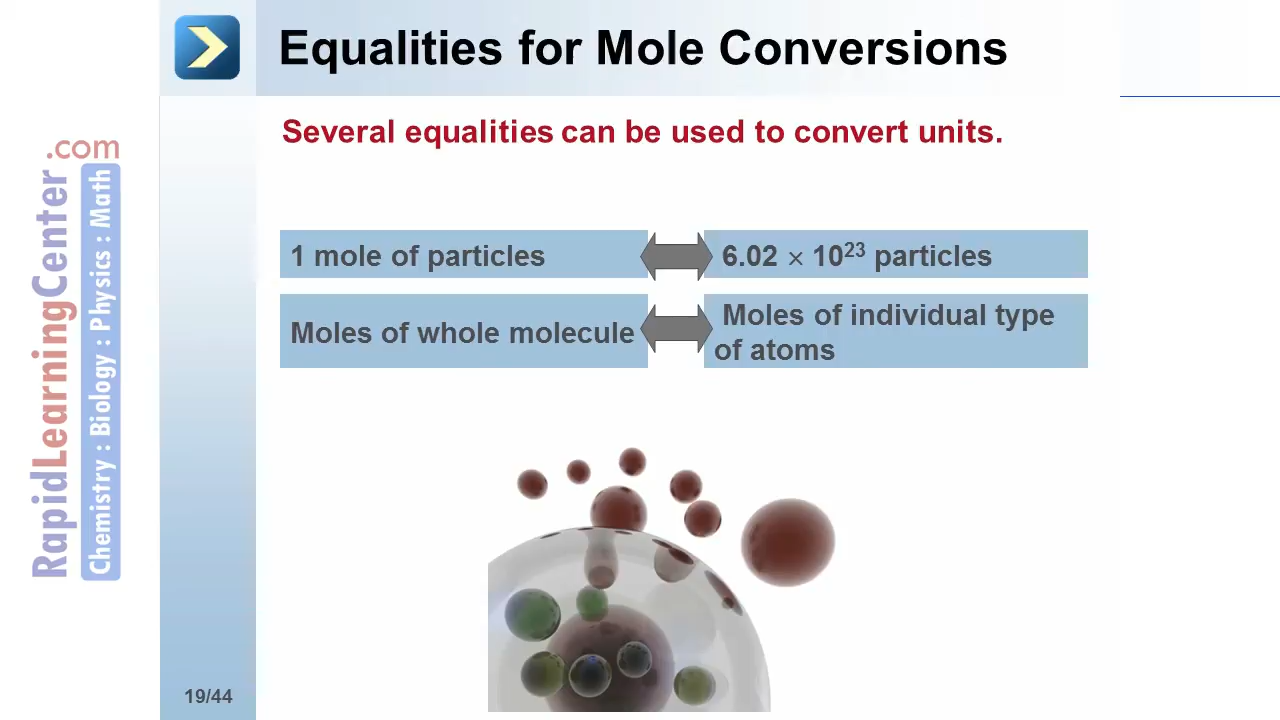 Equalities for Mole Conversions
Several equalities can be used to convert units.
1 mole of particles
6.02 × 10²³ particles
Moles of whole molecule
Moles of individual type
of atoms
RapidLearningCenter.com
Chemistry : Biology : Physics : Math
19/44